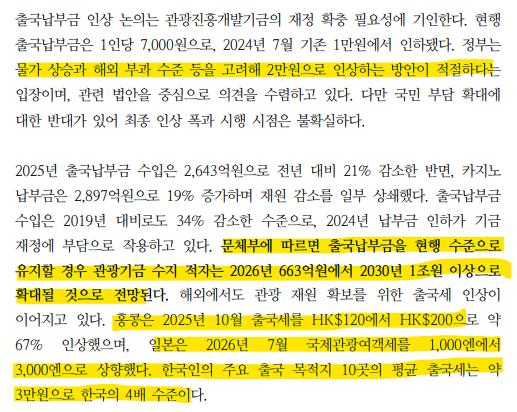 출국납부금 인상 논의는 관광진흥개발기금의 재정 확충 필요성에 기인한다. 현행
출국납부금은 1인당 7,000원으로, 2024년 7월 기존 1만원에서 인하됐다. 정부는
물가 상승과 해외 부과 수준 등을 고려해 2만원으로 인상하는 방안이 적절하다는
입장이며, 관련 법안을 중심으로 의견을 수렴하고 있다. 다만 국민 부담 확대에
대한 반대가 있어 최종 인상 폭과 시행 시점은 불확실하다.
2025년 출국납부금 수입은 2,643억원으로 전년 대비 21% 감소한 반면, 카지노
납부금은 2,897억원으로 19% 증가하며 재원 감소를 일부 상쇄했다. 출국납부금
수입은 2019년 대비로도 34% 감소한 수준으로, 2024년 납부금 인하가 기금
재정에 부담으로 작용하고 있다. 문체부에 따르면 출국납부금을 현행 수준으로
유지할 경우 관광기금 수지 적자는 2026년 663억원에서 2030년 1조원 이상으로
확대될 것으로 전망된다. 해외에서도 관광 재원 확보를 위한 출국세 인상이
이어지고 있다. 홍콩은 2025년 10월 출국세를 HK$120에서 HK$200으로 약
67% 인상했으며, 일본은 2026년 7월 국제관광여객세를 1,000엔에서
3,000엔으로 상향했다. 한국인의 주요 출국 목적지 10곳의 평균 출국세는 약
3만원으로 한국의 4배 수준이다.